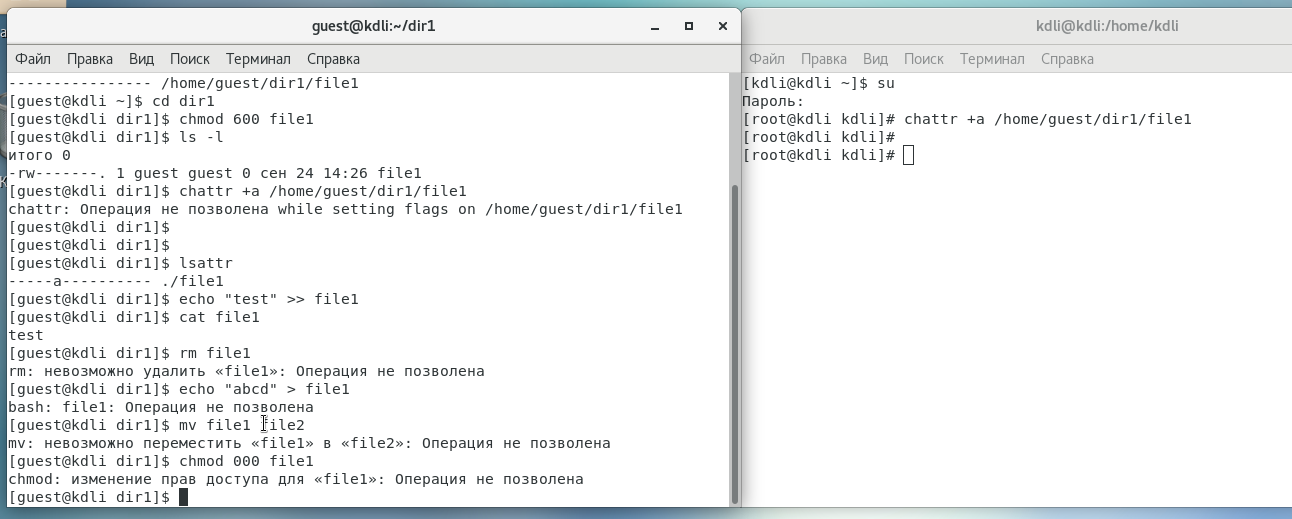 guest@kdli:~/dir1
Файл Правка Вид Поиск Терминал Справка
--------------- /home/guest/dir1/file1
[guest@kdli ~]$ cd dir1
[guest@kdli dir1]$ chmod 600 file1
[guest@kdli dir1]$ ls -l
итого 0
-rw-------. 1 guest guest 0 сен 24 14:26 file1
[guest@kdli dir1]$ chattr +a /home/guest/dir1/file1
chattr: Операция не позволена while setting flags on /home/guest/dir1/file1
[guest@kdli dir1]$
[guest@kdli dir1]$
[guest@kdli dir1]$ lsattr
-----a---------- ./file1
[guest@kdli dir1]$ echo "test" >> file1
[guest@kdli dir1]$ cat file1
test
[guest@kdli dir1]$ rm file1
rm: невозможно удалить «file1»: Операция не позволена
[guest@kdli dir1]$ echo "abcd" > file1
bash: file1: Операция не позволена
[guest@kdli dir1]$ mv file1 file2
mv: невозможно переместить «file1» в «file2»: Операция не позволена
[guest@kdli dir1]$ chmod 000 file1
chmod: изменение прав доступа для «file1»: Операция не позволена
[guest@kdli dir1]$
kdli@kdli:/home/kdli
Файл Правка Вид Поиск Терминал Справка
[kdli@kdli ~]$ su
Пароль:
[root@kdli kdli]# chattr +a /home/guest/dir1/file1
[root@kdli kdli]#
[root@kdli kdli]#